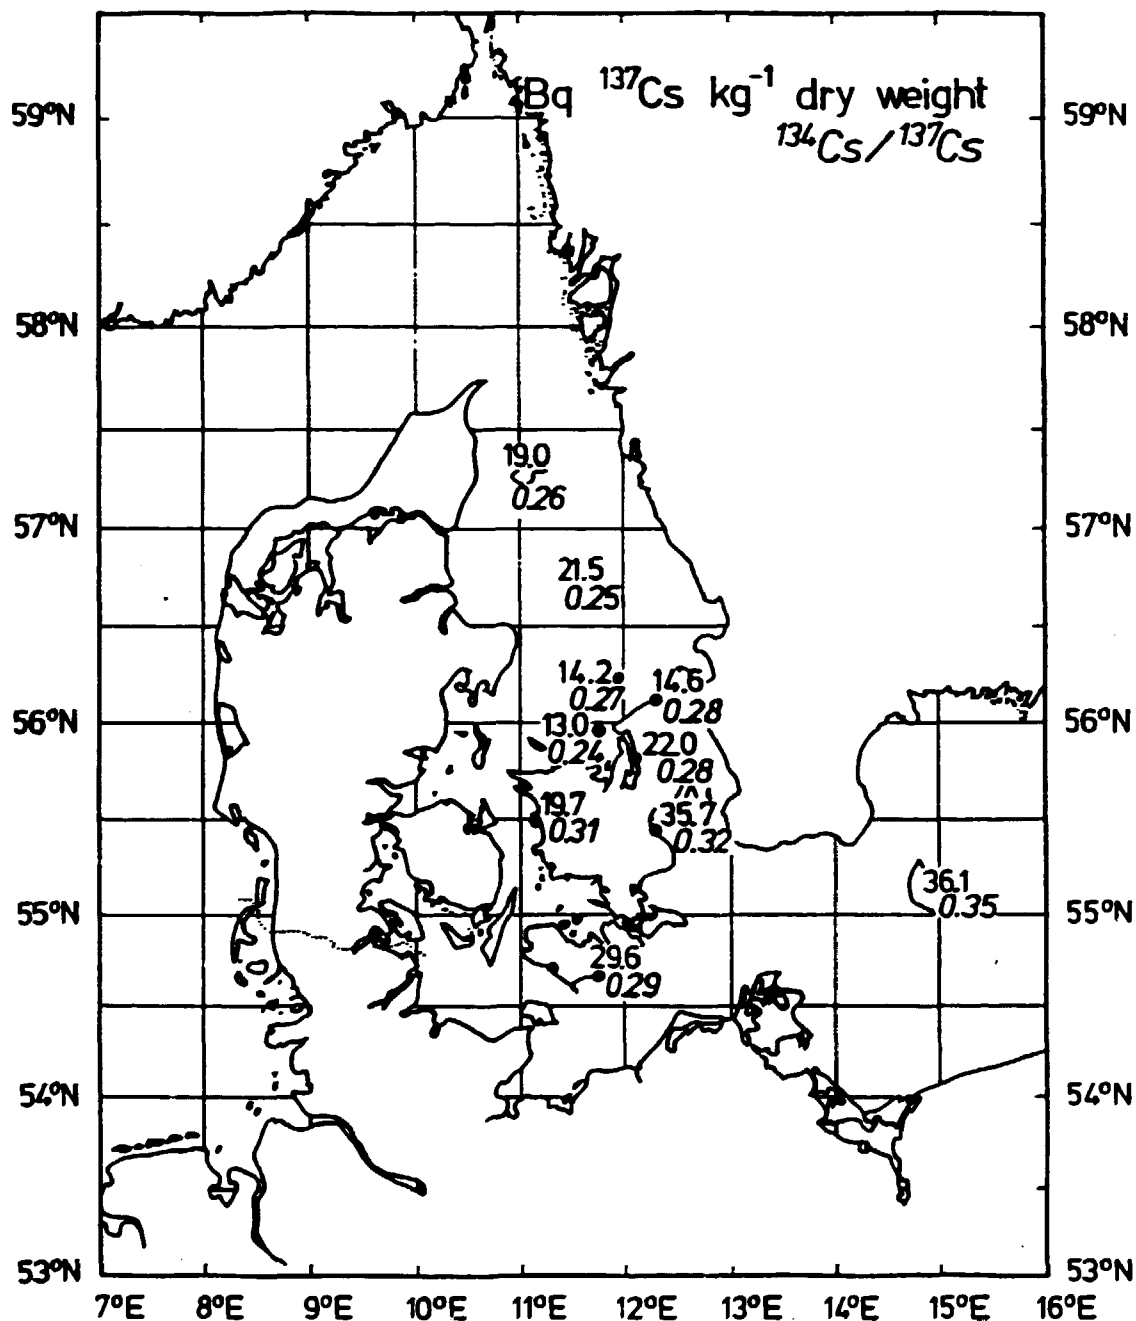 Bq ¹³⁷Cs kg⁻¹ dry weight
¹³⁴Cs/¹³⁷Cs
59°N 59°N
58°N 58°N
19.0
0.26
57°N 57°N
21.5
0.25
14.2 14.6
0.27 0.28
56°N 56°N
13.0 22.0
0.24 0.28
19.7 35.7
0.31 0.32
36.1
0.35
55°N 55°N
29.6
0.29
54°N 54°N
53°N 53°N
7°E 8°E 9°E 10°E 11°E 12°E 13°E 14°E 15°E 16°E